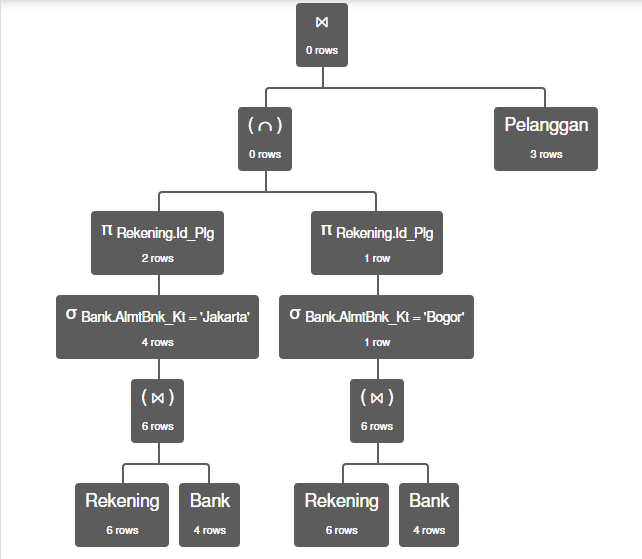 ⋈
0 rows
( ∩ )
0 rows
Pelanggan
3 rows
π Rekening.Id_Plg
2 rows
π Rekening.Id_Plg
1 row
σ Bank.AlmtBnk_Kt = 'Jakarta'
4 rows
σ Bank.AlmtBnk_Kt = 'Bogor'
1 row
( ⋈ )
6 rows
( ⋈ )
6 rows
Rekening
6 rows
Bank
4 rows
Rekening
6 rows
Bank
4 rows